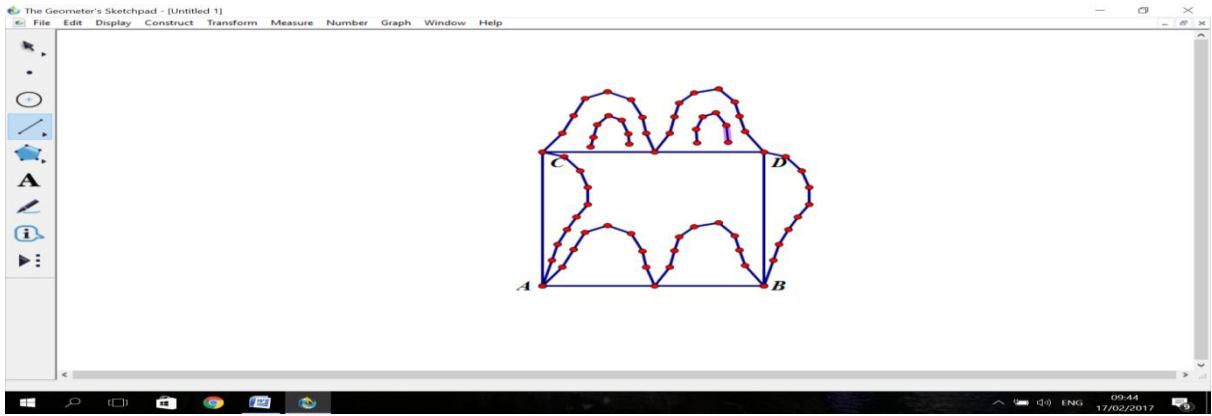 The Geometer's Sketchpad - [Untitled 1]
File Edit Display Construct Transform Measure Number Graph Window Help
A
C
D
A
B
ENG
09:44
17/02/2017
9